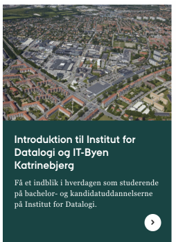 Introduktion til Institut for
Datalogi og IT-Byen
Katrinebjerg
Få et indblik i hverdagen som studerende
på bachelor- og kandidatuddannelserne
på Institut for Datalogi.